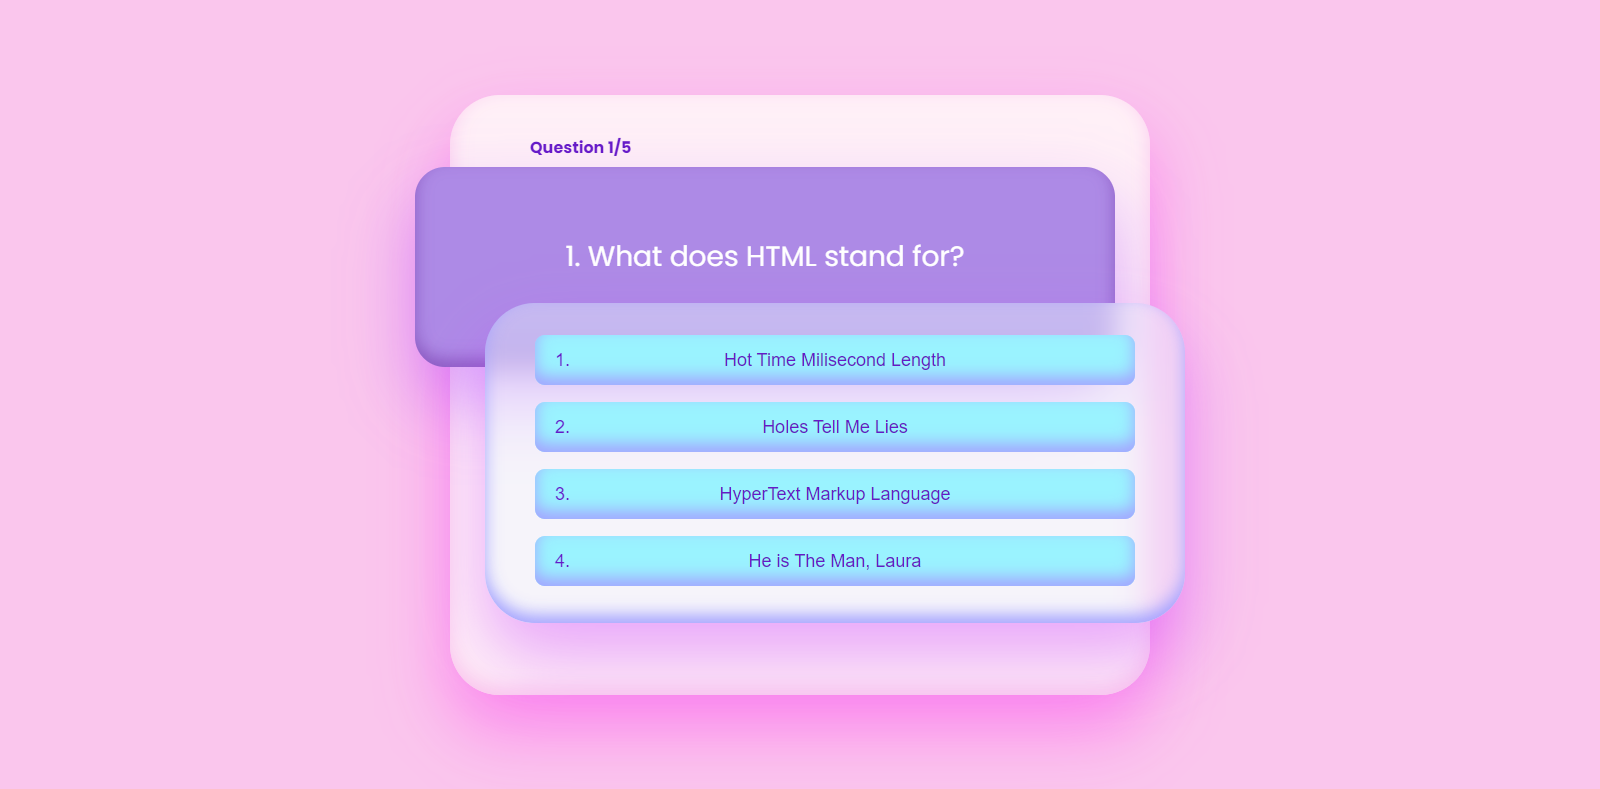 Question 1/5
1. What does HTML stand for?
1. Hot Time Milisecond Length
2. Holes Tell Me Lies
3. HyperText Markup Language
4. He is The Man, Laura